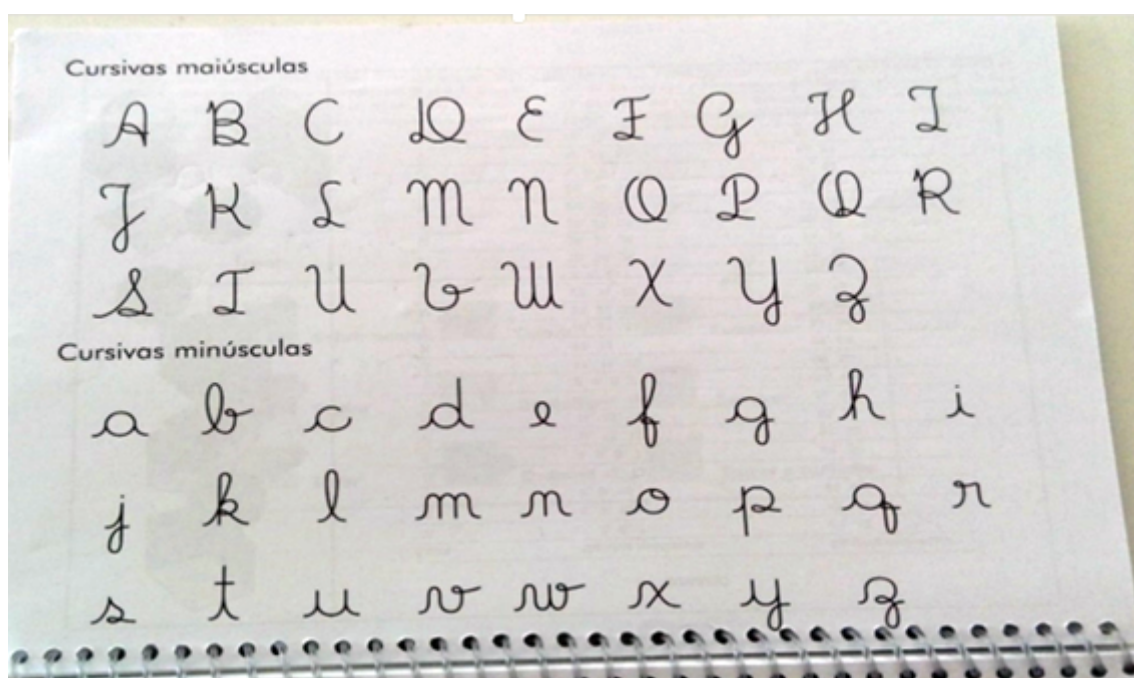 Cursivas maiúsculas
A B C D E F G H I
J K L M N O P Q R
S T U V W X Y Z
Cursivas minúsculas
a b c d e f g h i
j k l m n o p q r
s t u v w x y z